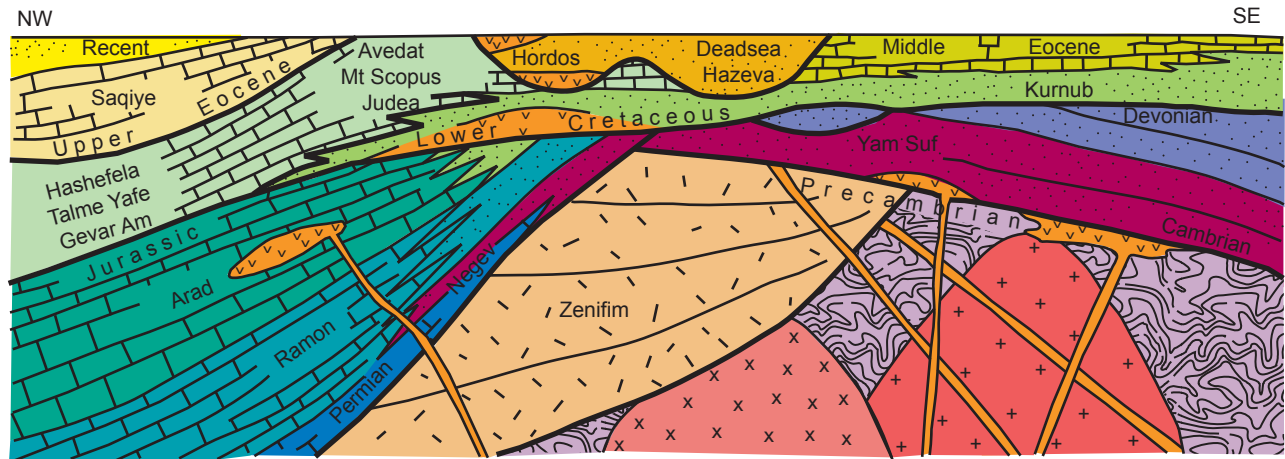 NW
SE
Recent
Saqiye
Upper Eocene
Avedat
Mt Scopus
Judea
Hordos
Deadsea
Hazeva
Middle Eocene
Kurnub
Lower Cretaceous
Devonian
Yam Suf
Hashefela
Talme Yafe
Gevar Am
Jurassic
Precambrian
Cambrian
Arad
Negev
Zenifim
Ramon
Permian